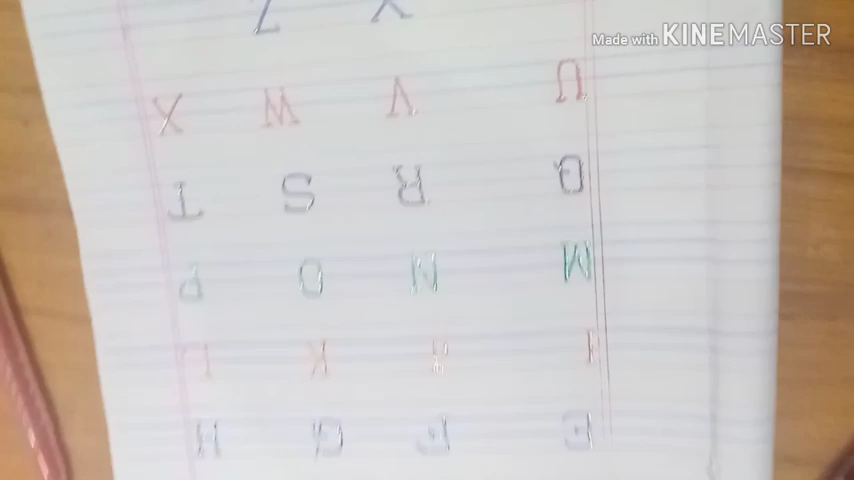 Made with KINEMASTER
E F G H
I K L
M N O P
Q R S T
U V W X
Y Z